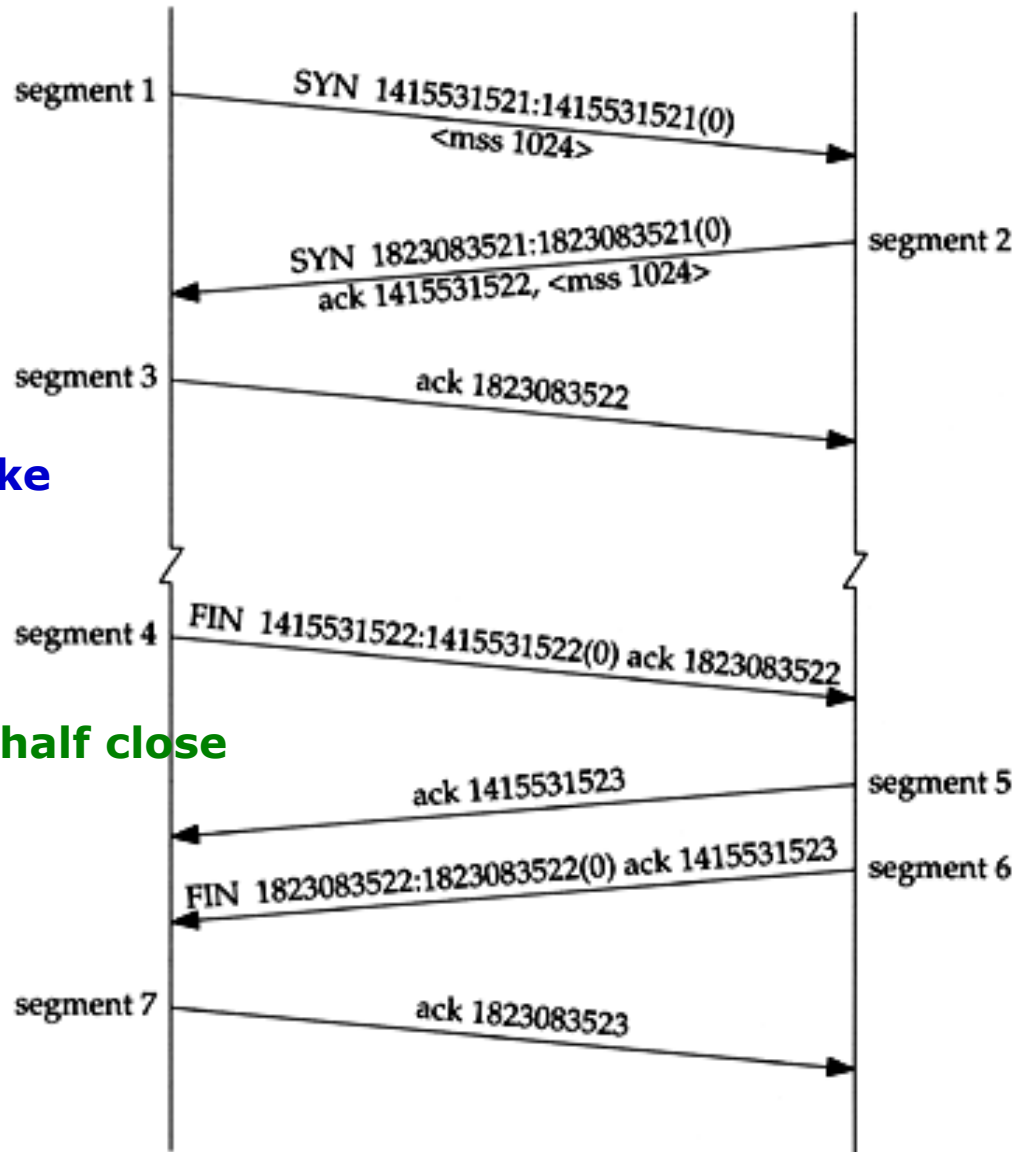 segment 1
SYN 1415531521:1415531521(0)
<mss 1024>
SYN 1823083521:1823083521(0)
segment 2
ack 1415531522, <mss 1024>
segment 3
ack 1823083522
ke
segment 4
FIN 1415531522:1415531522(0) ack 1823083522
half close
ack 1415531523
segment 5
FIN 1823083522:1823083522(0) ack 1415531523
segment 6
segment 7
ack 1823083523